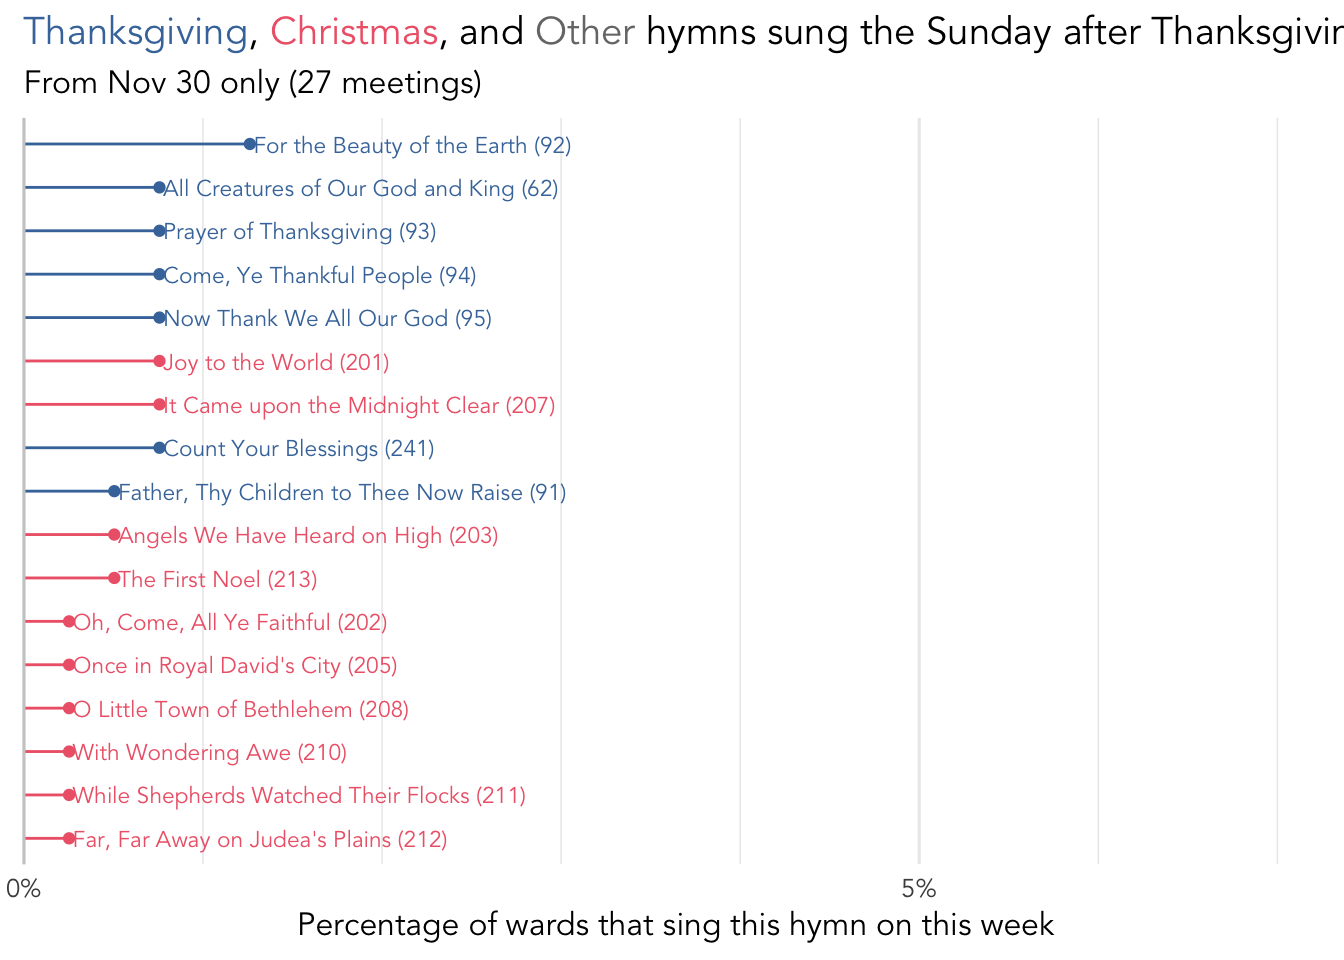 Thanksgiving, Christmas, and Other hymns sung the Sunday after Thanksgivin
From Nov 30 only (27 meetings)
For the Beauty of the Earth (92)
All Creatures of Our God and King (62)
Prayer of Thanksgiving (93)
Come, Ye Thankful People (94)
Now Thank We All Our God (95)
Joy to the World (201)
It Came upon the Midnight Clear (207)
Count Your Blessings (241)
Father, Thy Children to Thee Now Raise (91)
Angels We Have Heard on High (203)
The First Noel (213)
Oh, Come, All Ye Faithful (202)
Once in Royal David's City (205)
O Little Town of Bethlehem (208)
With Wondering Awe (210)
While Shepherds Watched Their Flocks (211)
Far, Far Away on Judea's Plains (212)
0% 5%
Percentage of wards that sing this hymn on this week